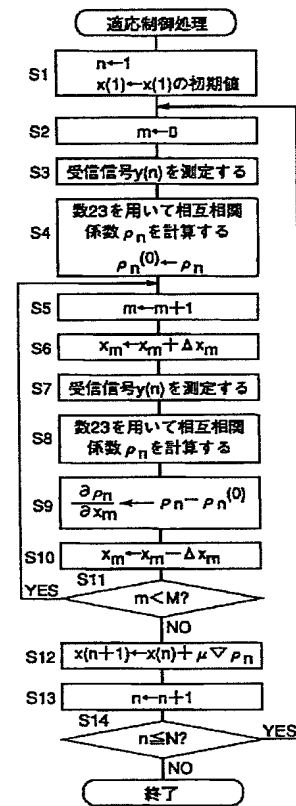 適応制御処理
S1
n←1
x(1)←x(1)の初期値
S2
m←0
S3
受信信号y(n)を測定する
S4
数23を用いて相互相関
係数ρn を計算する
ρn(0)←ρn
S5
m←m+1
S6
xm←xm+Δxm
S7
受信信号y(n)を測定する
S8
数23を用いて相互相関
係数ρn を計算する
S9
∂ρn
∂xm
← ρn−ρn(0)
S10
xm←xm−Δxm
S11
YES
m<M?
NO
S12
x(n+1)←x(n)+μ▽ρn
S13
n←n+1
S14
n≦N?
YES
NO
終了